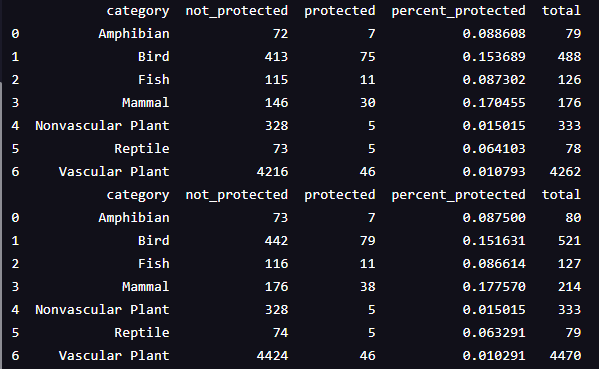 category not_protected protected percent_protected total
0 Amphibian 72 7 0.088608 79
1 Bird 413 75 0.153689 488
2 Fish 115 11 0.087302 126
3 Mammal 146 30 0.170455 176
4 Nonvascular Plant 328 5 0.015015 333
5 Reptile 73 5 0.064103 78
6 Vascular Plant 4216 46 0.010793 4262
category not_protected protected percent_protected total
0 Amphibian 73 7 0.087500 80
1 Bird 442 79 0.151631 521
2 Fish 116 11 0.086614 127
3 Mammal 176 38 0.177570 214
4 Nonvascular Plant 328 5 0.015015 333
5 Reptile 74 5 0.063291 79
6 Vascular Plant 4424 46 0.010291 4470